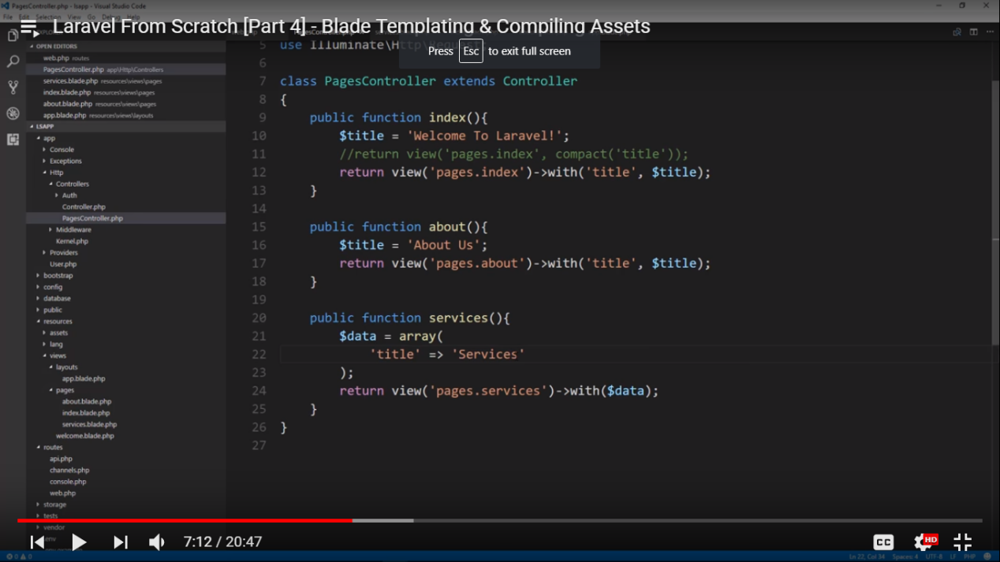 PagesController.php - lsapp - Visual Studio Code
File Edit Selection View Go Debug Help
Laravel From Scratch [Part 4] - Blade Templating & Compiling Assets
Press Esc to exit full screen
OPEN EDITORS
web.php routes
PagesController.php app\Http\Controllers
services.blade.php resources\views\pages
index.blade.php resources\views\pages
about.blade.php resources\views\pages
app.blade.php resources\views\layouts
LSAPP
app
Console
Exceptions
Http
Controllers
Auth
Controller.php
PagesController.php
Middleware
Kernel.php
Providers
User.php
bootstrap
config
database
public
resources
assets
lang
views
layouts
app.blade.php
pages
about.blade.php
index.blade.php
services.blade.php
welcome.blade.php
routes
api.php
channels.php
console.php
web.php
storage
tests
vendor
.env
5 use Illuminate\Http\Request;
6
7 class PagesController extends Controller
8 {
9 public function index(){
10 $title = 'Welcome To Laravel!';
11 //return view('pages.index', compact('title'));
12 return view('pages.index')->with('title', $title);
13 }
14
15 public function about(){
16 $title = 'About Us';
17 return view('pages.about')->with('title', $title);
18 }
19
20 public function services(){
21 $data = array(
22 'title' => 'Services'
23 );
24 return view('pages.services')->with($data);
25 }
26 }
27
7:12 / 20:47
CC
HD
0 0
Ln 22, Col 34 Spaces: 4 UTF-8 LF PHP